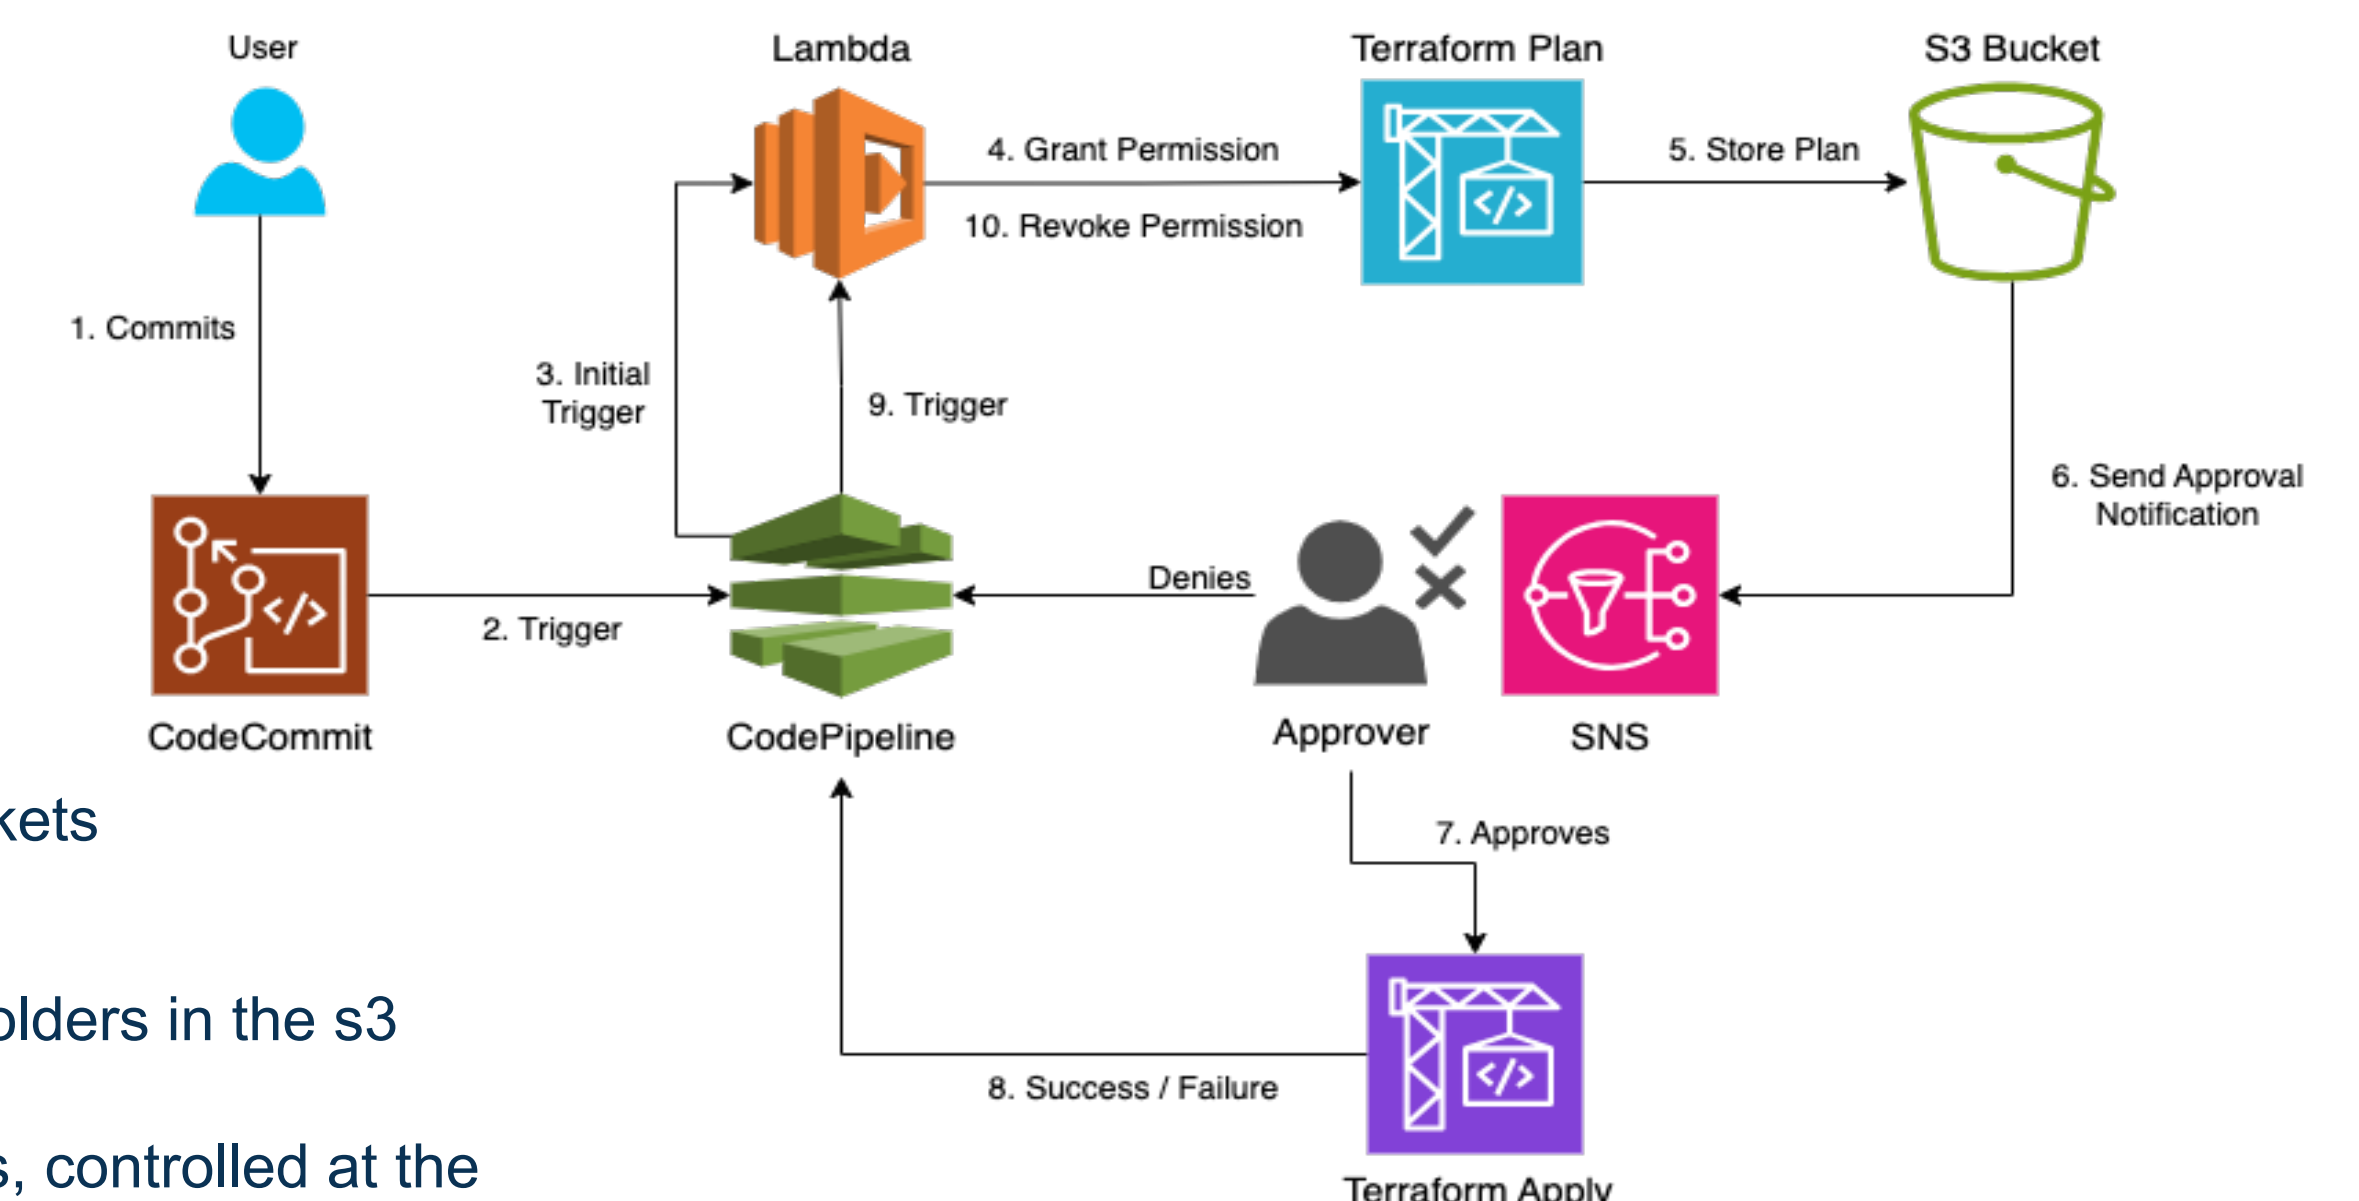 User
Lambda
Terraform Plan
S3 Bucket
4. Grant Permission
5. Store Plan
10. Revoke Permission
1. Commits
3. Initial
Trigger
9. Trigger
6. Send Approval
Notification
</>
Denies
2. Trigger
CodeCommit
CodePipeline
Approver
SNS
kets
7. Approves
olders in the s3
8. Success / Failure
s, controlled at the
Terraform Apply